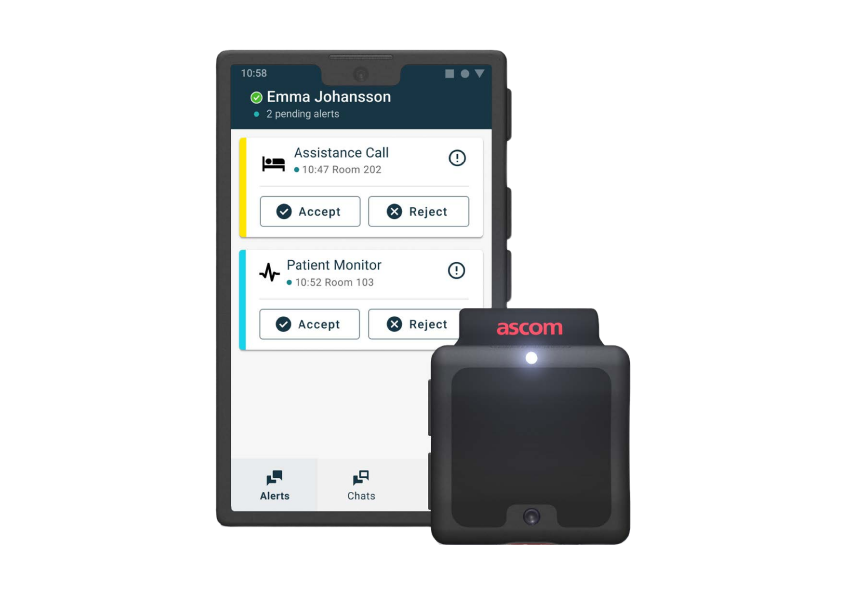 10:58
Emma Johansson
2 pending alerts
Assistance Call
10:47 Room 202
Accept
Reject
Patient Monitor
10:52 Room 103
Accept
Reject
ascom
Alerts
Chats